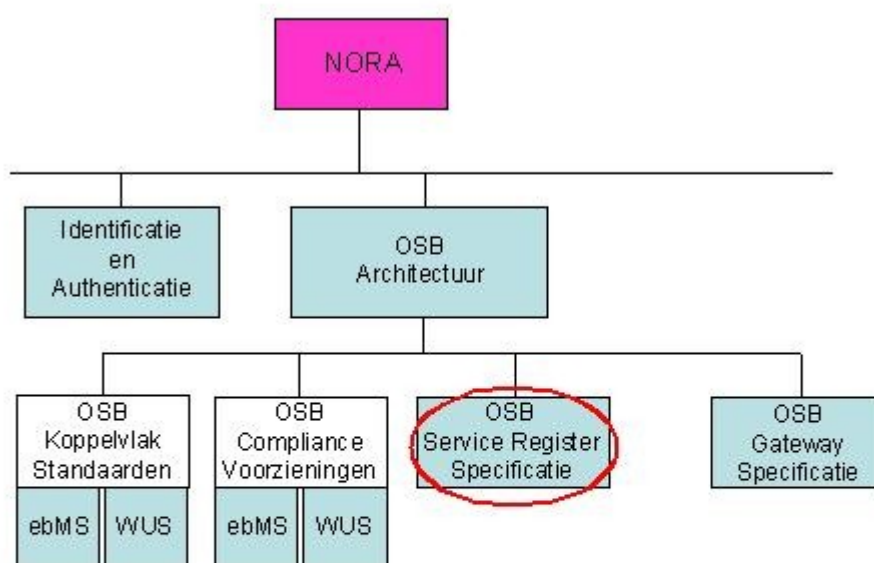 NORA
Identificatie
en
Authenticatie
OSB
Architectuur
OSB
Koppelvlak
Standaarden
ebMS
WUS
OSB
Compliance
Voorzieningen
ebMS
WUS
OSB
Service Register
Specificatie
OSB
Gateway
Specificatie